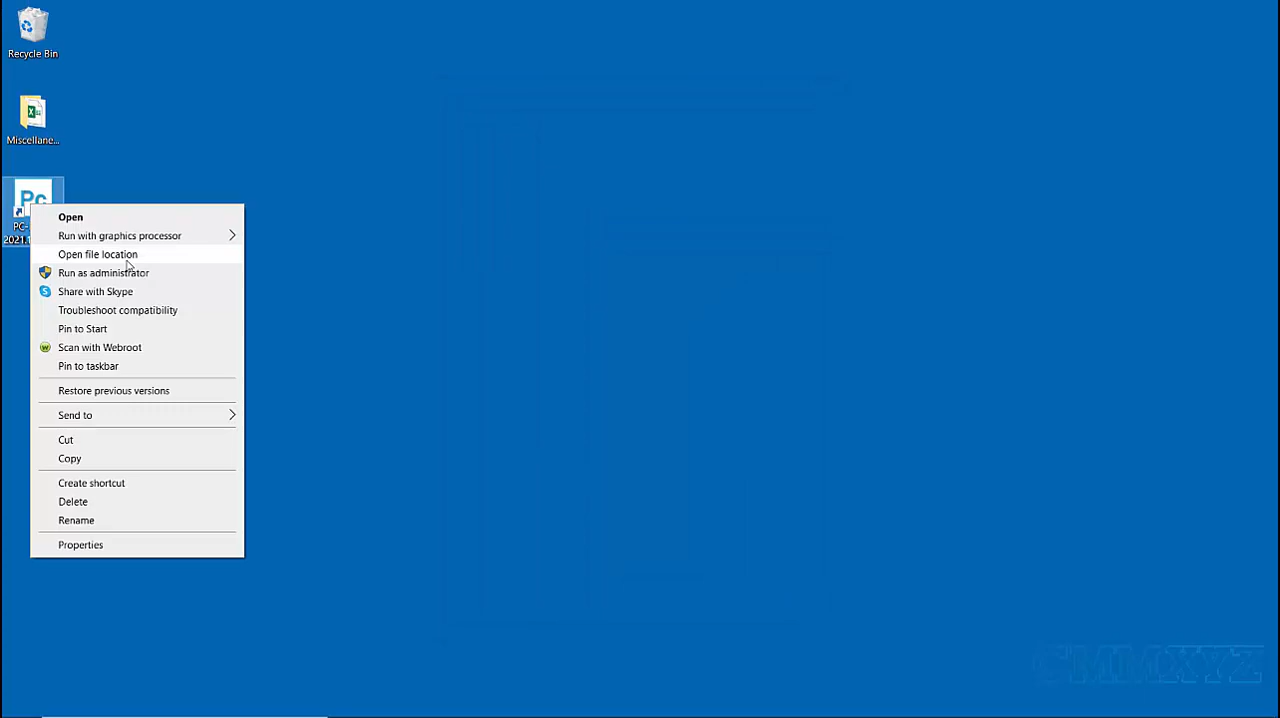 Recycle Bin
Miscellane...
Pc
PC-
2021.1
Open
Run with graphics processor
Open file location
Run as administrator
Share with Skype
Troubleshoot compatibility
Pin to Start
Scan with Webroot
Pin to taskbar
Restore previous versions
Send to
Cut
Copy
Create shortcut
Delete
Rename
Properties
CMMXYZ